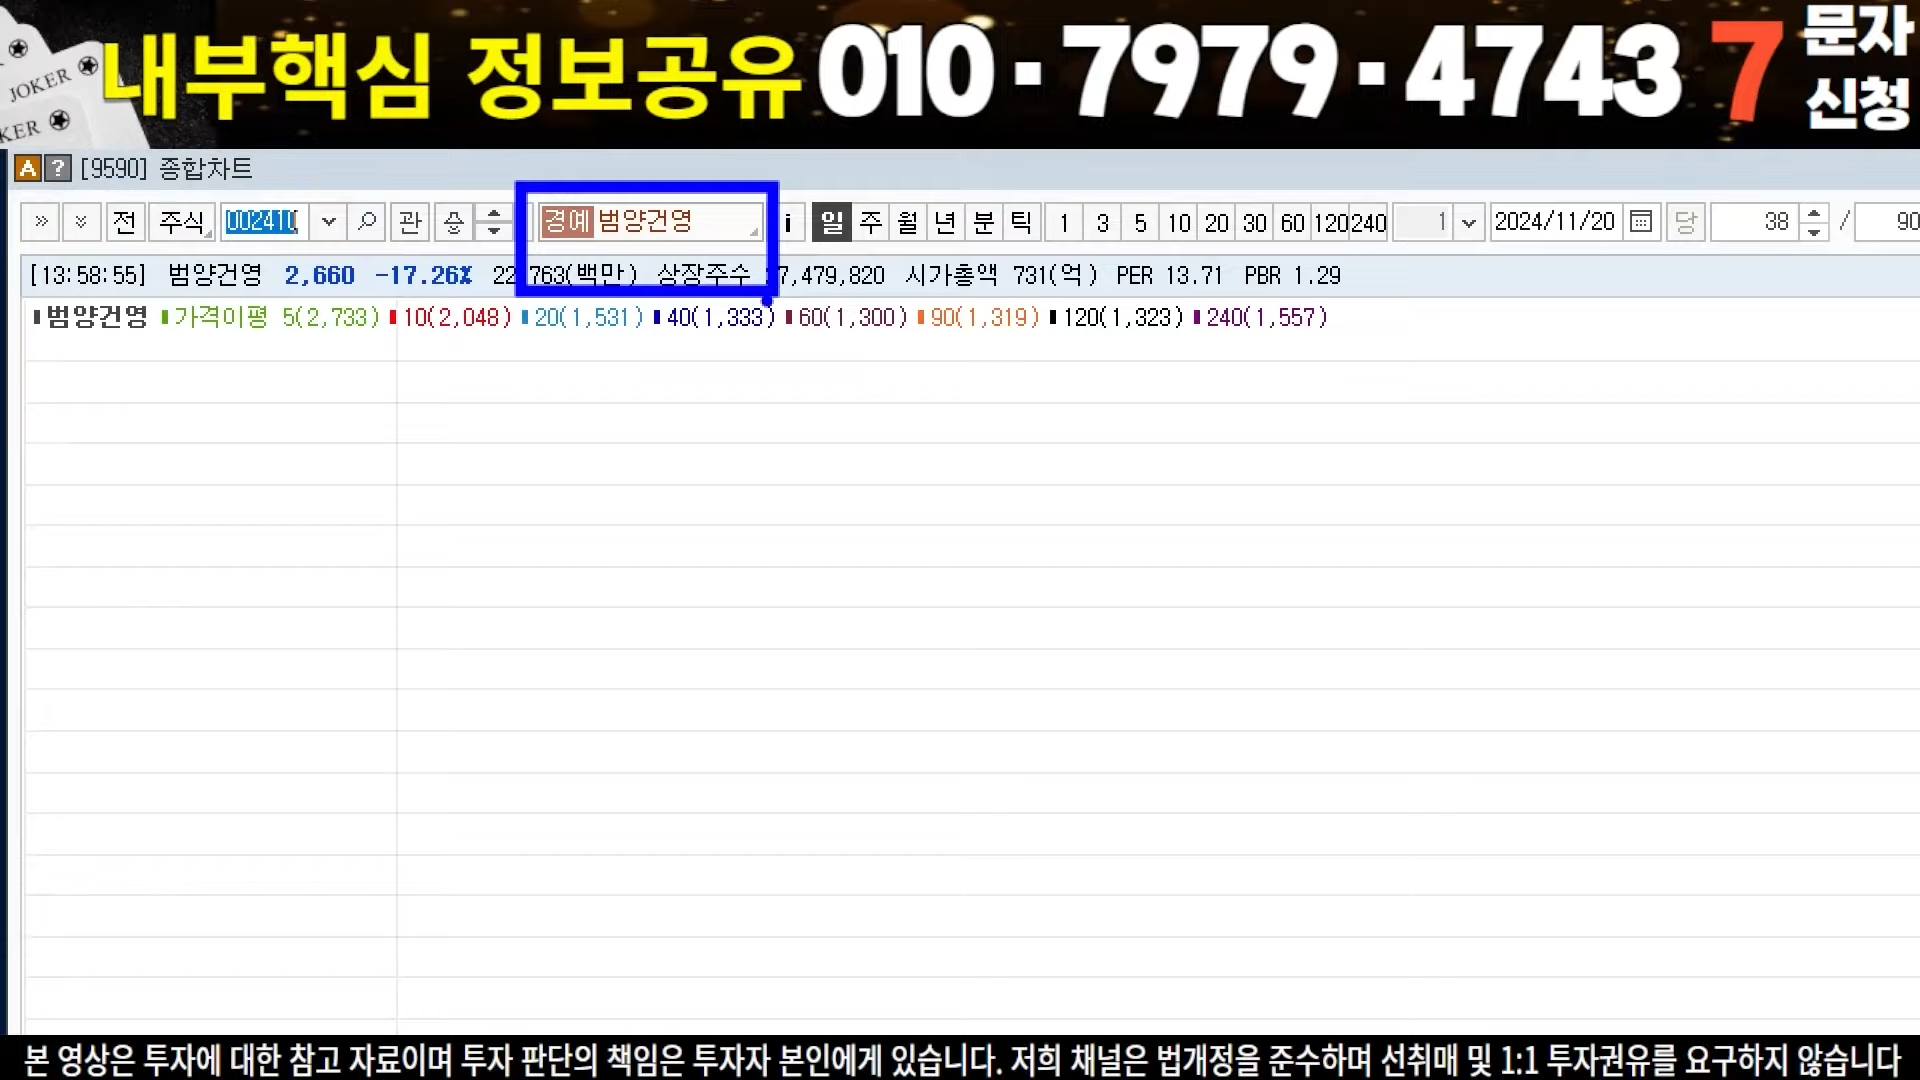 JOKER
KER
내부핵심 정보공유 010·7979·4743 7 문자
신청
A ? [9590] 종합차트
전 주식 002410 관 경예 범양건영 i 일 주 월 년 분 틱 1 3 5 10 20 30 60 120 240 1 2024/11/20 당 38 / 90
[13:58:55] 범양건영 2,660 -17.26% 22 763(백만) 상장주수 7,479,820 시가총액 731(억) PER 13.71 PBR 1.29
범양건영 가격이평 5(2,733) 10(2,048) 20(1,531) 40(1,333) 60(1,300) 90(1,319) 120(1,323) 240(1,557)
본 영상은 투자에 대한 참고 자료이며 투자 판단의 책임은 투자자 본인에게 있습니다. 저희 채널은 법개정을 준수하며 선취매 및 1:1 투자권유를 요구하지 않습니다